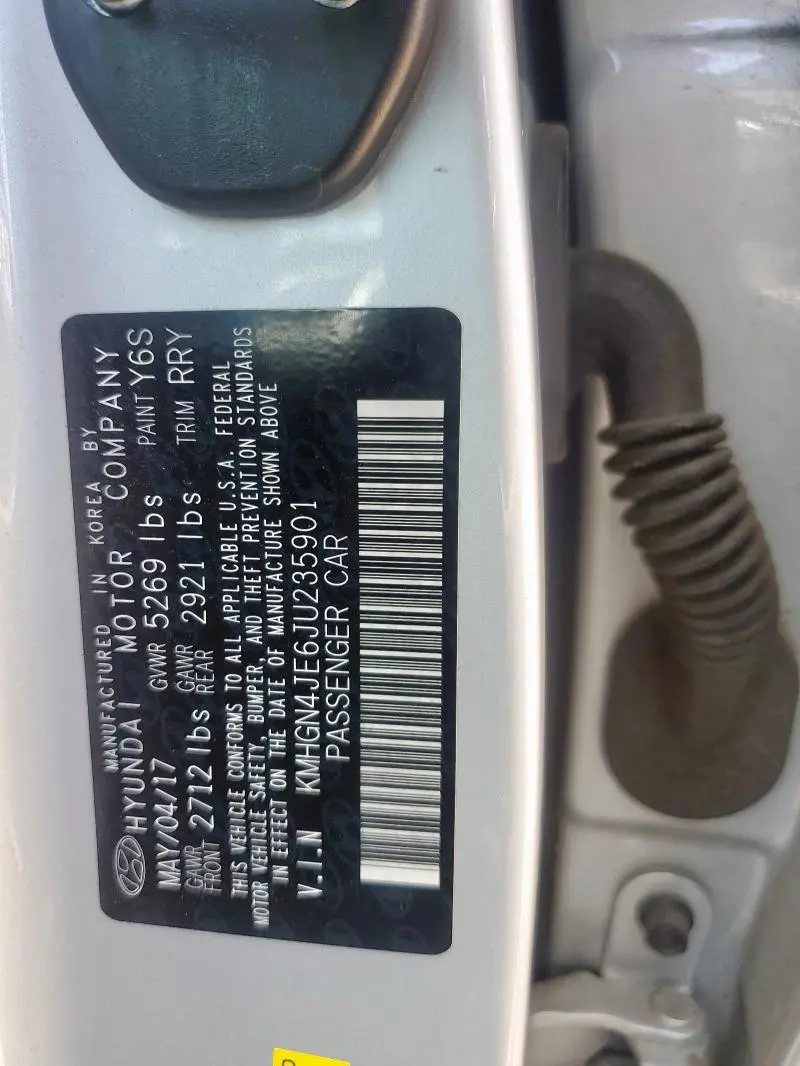 MANUFACTURED IN KOREA BY
HYUNDAI MOTOR COMPANY
MAY/04/17 GVWR 5269 lbs PAINT Y6S
GAWR FRONT 2712 lbs GAWR REAR 2921 lbs TRIM RRY
THIS VEHICLE CONFORMS TO ALL APPLICABLE U.S.A. FEDERAL
MOTOR VEHICLE SAFETY, BUMPER, AND THEFT PREVENTION STANDARDS
IN EFFECT ON THE DATE OF MANUFACTURE SHOWN ABOVE
V.I.N KMHGN4JE6JU235901
PASSENGER CAR